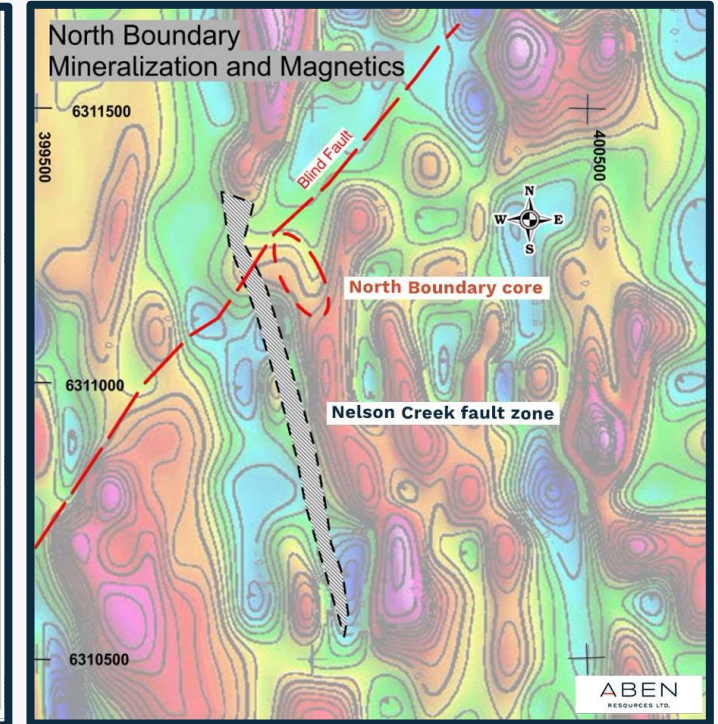 North Boundary
Mineralization and Magnetics
6311500
399500
400500
Blind Fault
N
W E
S
North Boundary core
6311000
Nelson Creek fault zone
6310500
ABEN
RESOURCES LTD.